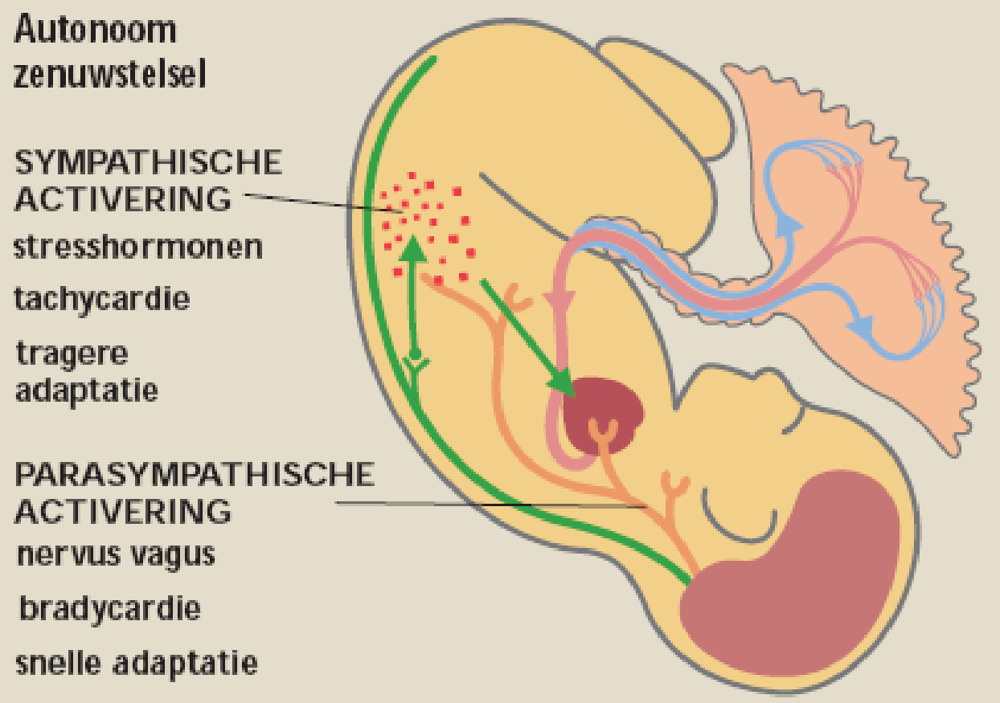 Autonoom
zenuwstelsel
SYMPATHISCHE
ACTIVERING
stresshormonen
tachycardie
tragere
adaptatie
PARASYMPATHISCHE
ACTIVERING
nervus vagus
bradycardie
snelle adaptatie